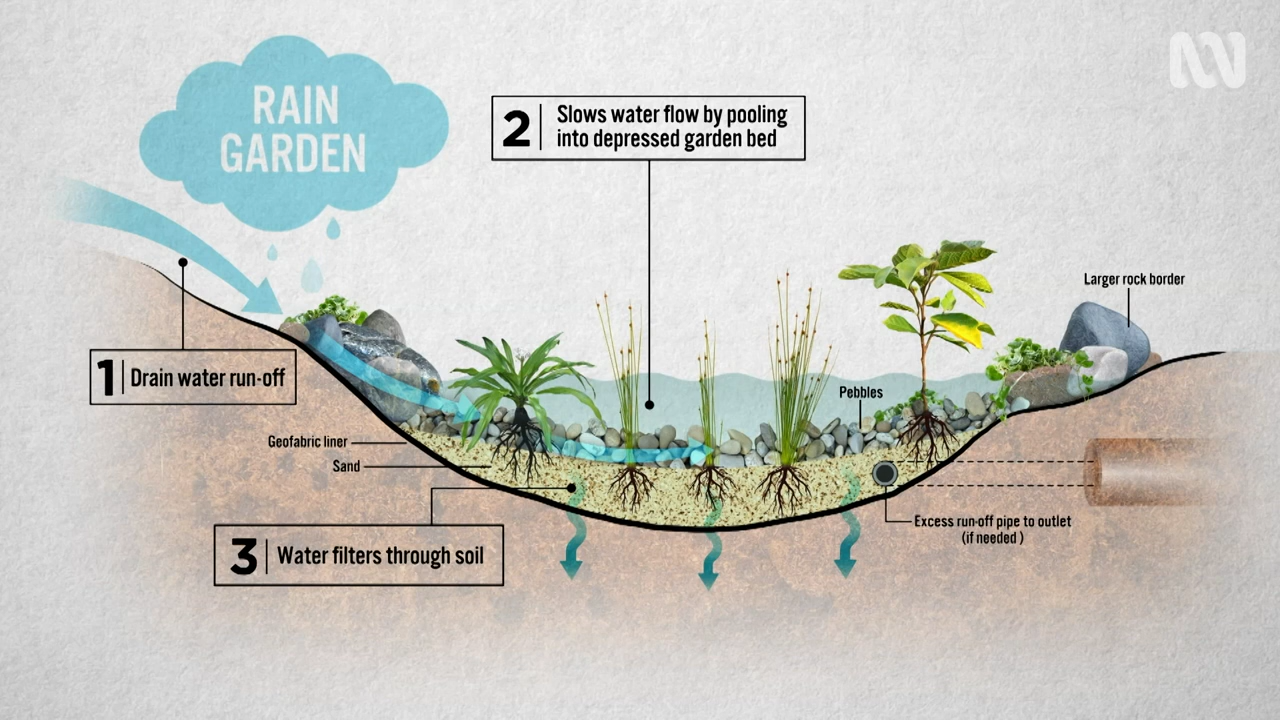 RAIN
GARDEN
2
Slows water flow by pooling
into depressed garden bed
1
Drain water run-off
Larger rock border
Pebbles
Geofabric liner
Sand
3
Water filters through soil
Excess run-off pipe to outlet
(if needed )